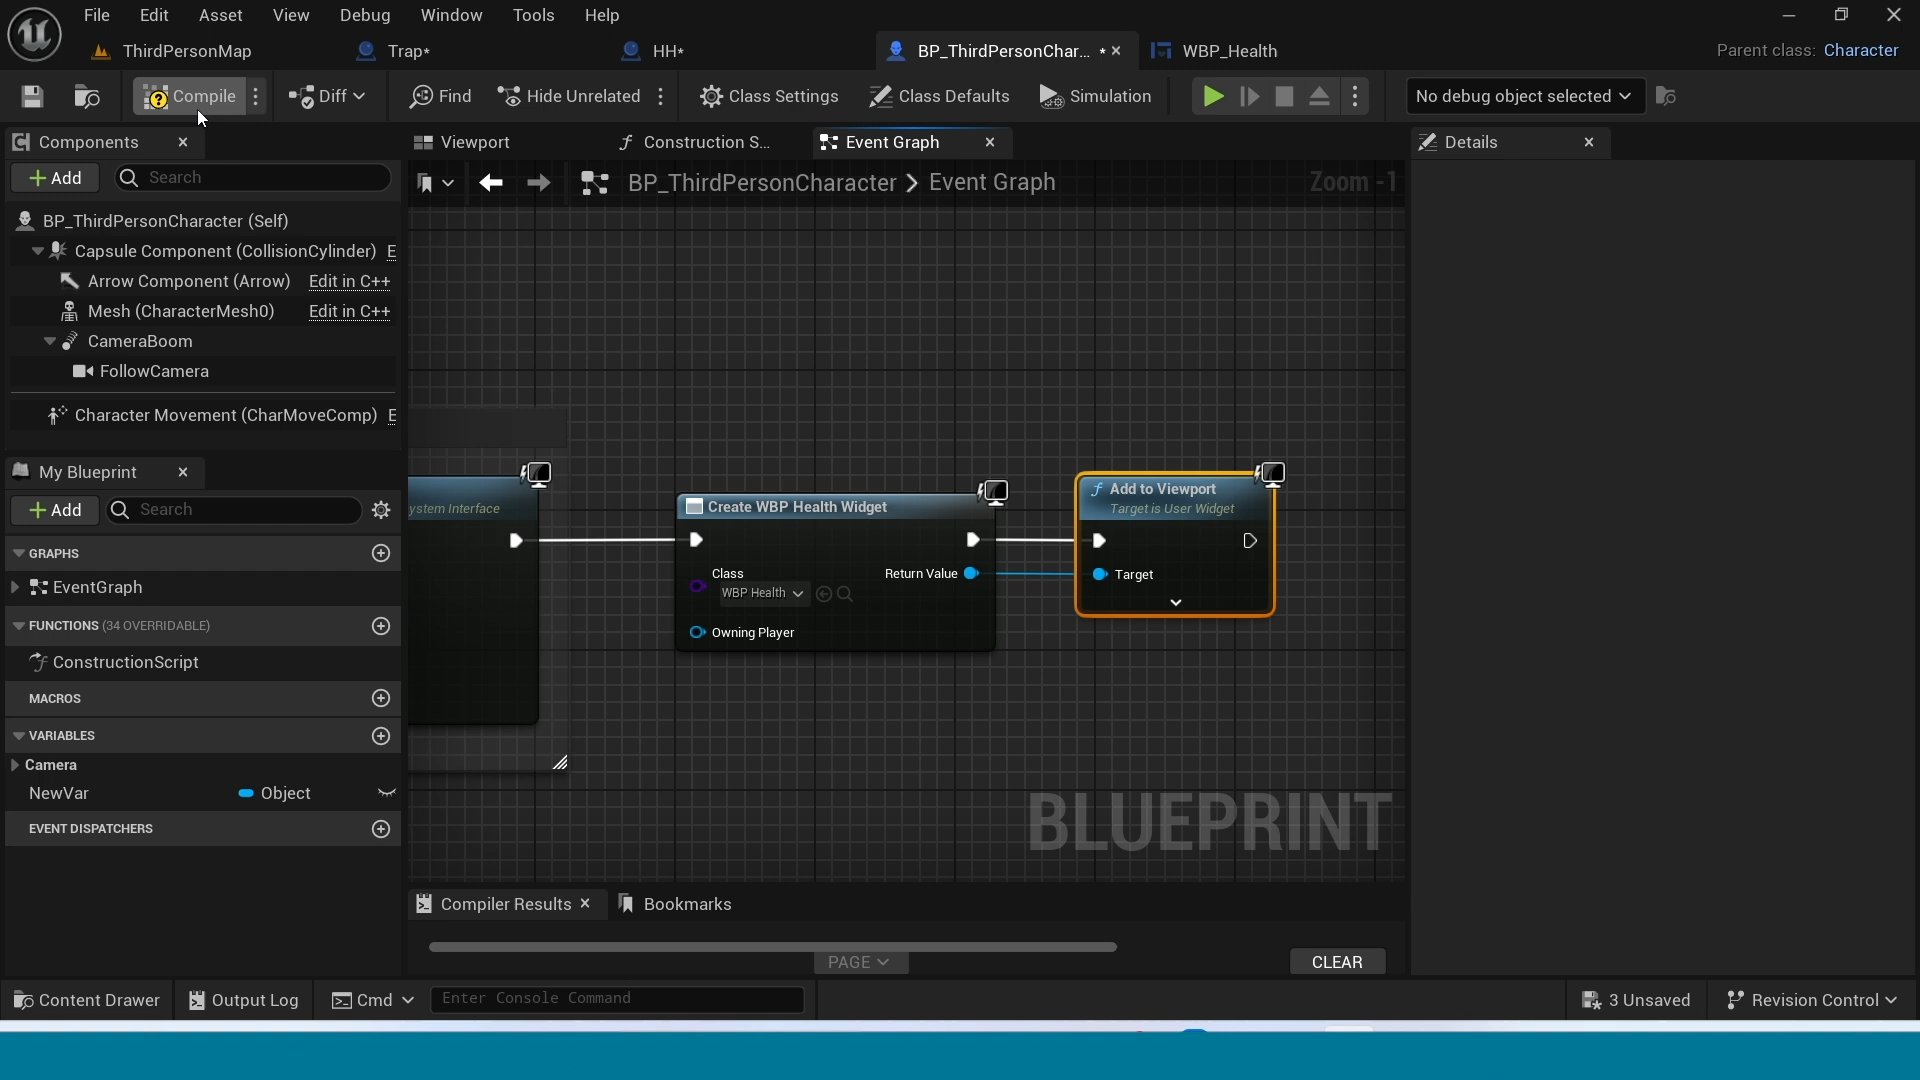 File Edit Asset View Debug Window Tools Help
ThirdPersonMap Trap* HH* BP_ThirdPersonChar... * WBP_Health Parent class: Character
Compile Diff Find Hide Unrelated Class Settings Class Defaults Simulation No debug object selected
Components Viewport Construction S... Event Graph Details
Add Search BP_ThirdPersonCharacter > Event Graph Zoom -1
BP_ThirdPersonCharacter (Self)
Capsule Component (CollisionCylinder) E
Arrow Component (Arrow) Edit in C++
Mesh (CharacterMesh0) Edit in C++
CameraBoom
FollowCamera
Character Movement (CharMoveComp) E
My Blueprint
Add Search
GRAPHS
EventGraph
FUNCTIONS (34 OVERRIDABLE)
ConstructionScript
MACROS
VARIABLES
Camera
NewVar Object
EVENT DISPATCHERS
ystem Interface
Create WBP Health Widget
Class
WBP Health
Return Value
Owning Player
Add to Viewport
Target is User Widget
Target
BLUEPRINT
Compiler Results Bookmarks
PAGE CLEAR
Content Drawer Output Log Cmd Enter Console Command 3 Unsaved Revision Control